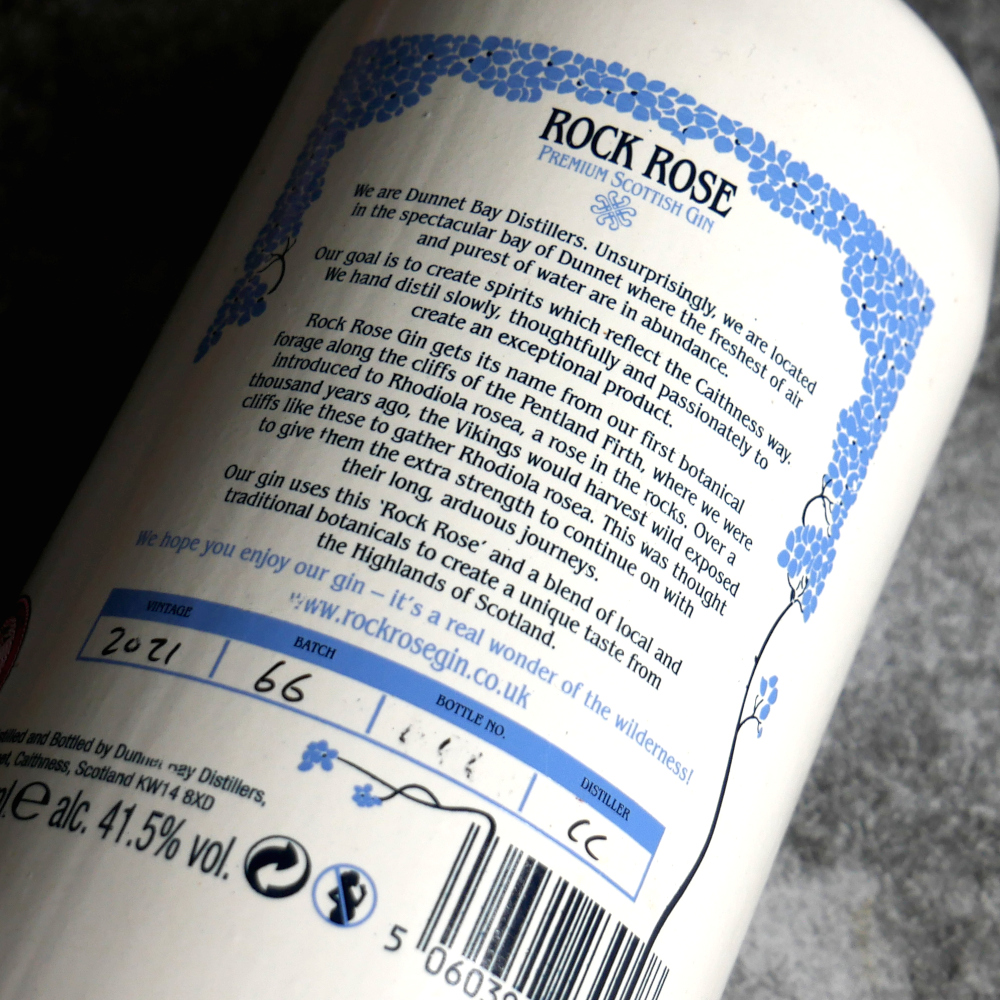 ROCK ROSE
PREMIUM SCOTTISH GIN
We are Dunnet Bay Distillers. Unsurprisingly, we are located
in the spectacular bay of Dunnet where the freshest of air
and purest of water are in abundance.
Our goal is to create spirits which reflect the Caithness way.
We hand distil slowly, thoughtfully and passionately to
create an exceptional product.
Rock Rose Gin gets its name from our first botanical
forage along the cliffs of the Pentland Firth, where we were
introduced to Rhodiola rosea, a rose in the rocks. Over a
thousand years ago, the Vikings would harvest wild exposed
cliffs like these to gather Rhodiola rosea. This was thought
to give them the extra strength to continue on with
their long, arduous journeys.
Our gin uses this 'Rock Rose' and a blend of local and
traditional botanicals to create a unique taste from
the Highlands of Scotland.
We hope you enjoy our gin – it's a real wonder of the wilderness!
www.rockrosegin.co.uk
VINTAGE BATCH BOTTLE NO. DISTILLER
2021 66 CC
and Bottled by Dunnet Bay Distillers,
Caithness, Scotland KW14 8XD
e alc. 41.5% vol.
5 06039